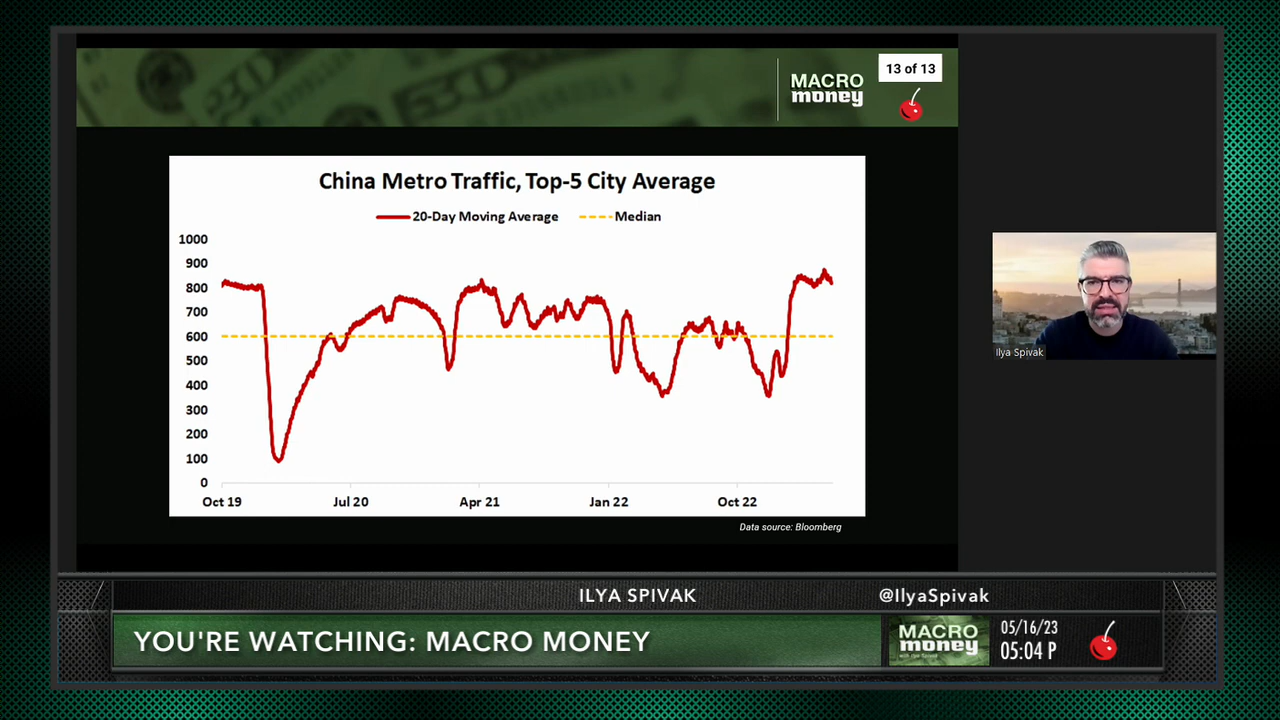 MACRO
money
13 of 13
China Metro Traffic, Top-5 City Average
20-Day Moving Average
Median
1000
900
800
700
600
500
400
300
200
100
0
Oct 19
Jul 20
Apr 21
Jan 22
Oct 22
Data source: Bloomberg
Ilya Spivak
ILYA SPIVAK
@IlyaSpivak
YOU'RE WATCHING: MACRO MONEY
MACRO
money
with Ilya Spivak
05/16/23
05:04 P